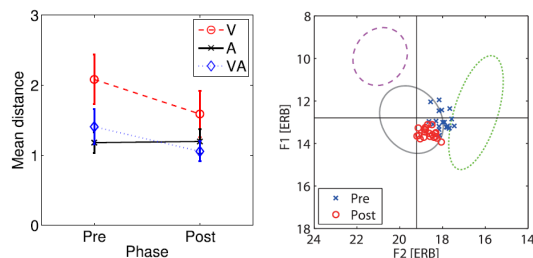 3
2
1
0
Mean distance
Pre
Post
Phase
V
A
VA
8
10
12
14
16
18
F1 [ERB]
24
22
20
18
16
14
F2 [ERB]
Pre
Post